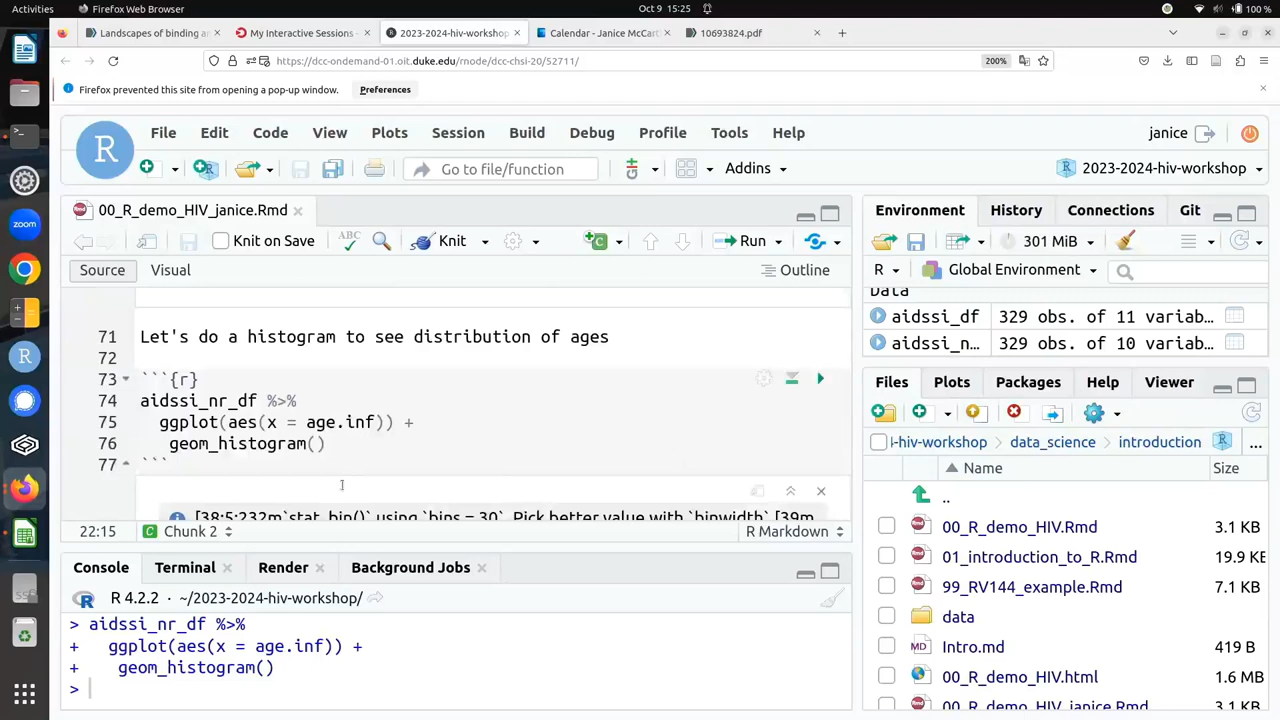 Activities
Firefox Web Browser
Oct 9 15:25
100 %
Landscapes of binding a
My Interactive Sessions -
2023-2024-hiv-workshop
Calendar - Janice McCart
10693824.pdf
https://dcc-ondemand-01.oit.duke.edu/rnode/dcc-chsi-20/52711/
200%
Firefox prevented this site from opening a pop-up window.
Preferences
R
File Edit Code View Plots Session Build Debug Profile Tools Help
janice
Go to file/function
Addins
2023-2024-hiv-workshop
00_R_demo_HIV_janice.Rmd
Environment History Connections Git
Knit on Save
ABC
Knit
Run
301 MiB
Source Visual
Outline
R
Global Environment
Data
71 Let's do a histogram to see distribution of ages
aidssi_df 329 obs. of 11 variab…
72
aidssi_n… 329 obs. of 10 variab…
73 ```{r}
74 aidssi_nr_df %>%
75 ggplot(aes(x = age.inf)) +
76 geom_histogram()
77 ```
Files Plots Packages Help Viewer
-hiv-workshop data_science introduction ...
Name Size
..
[38;5;232m`stat_bin()` using `bins = 30`. Pick better value with `binwidth`.[39m
22:15 Chunk 2 R Markdown
00_R_demo_HIV.Rmd 3.1 KB
01_introduction_to_R.Rmd 19.9 KB
99_RV144_example.Rmd 7.1 KB
data
Intro.md 419 B
00_R_demo_HIV.html 1.6 MB
00_R_demo_HIV_janice.Rmd 3.1 KB
Console Terminal Render Background Jobs
R 4.2.2 · ~/2023-2024-hiv-workshop/
> aidssi_nr_df %>%
+ ggplot(aes(x = age.inf)) +
+ geom_histogram()
>
zoom